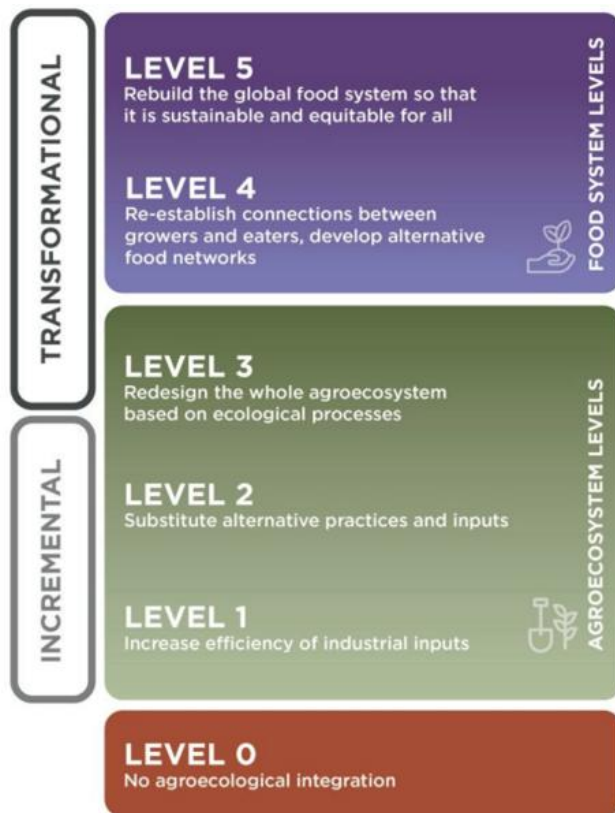 TRANSFORMATIONAL
INCREMENTAL
LEVEL 5
Rebuild the global food system so that
it is sustainable and equitable for all
LEVEL 4
Re-establish connections between
growers and eaters, develop alternative
food networks
FOOD SYSTEM LEVELS
LEVEL 3
Redesign the whole agroecosystem
based on ecological processes
LEVEL 2
Substitute alternative practices and inputs
LEVEL 1
Increase efficiency of industrial inputs
AGROECOSYSTEM LEVELS
LEVEL 0
No agroecological integration